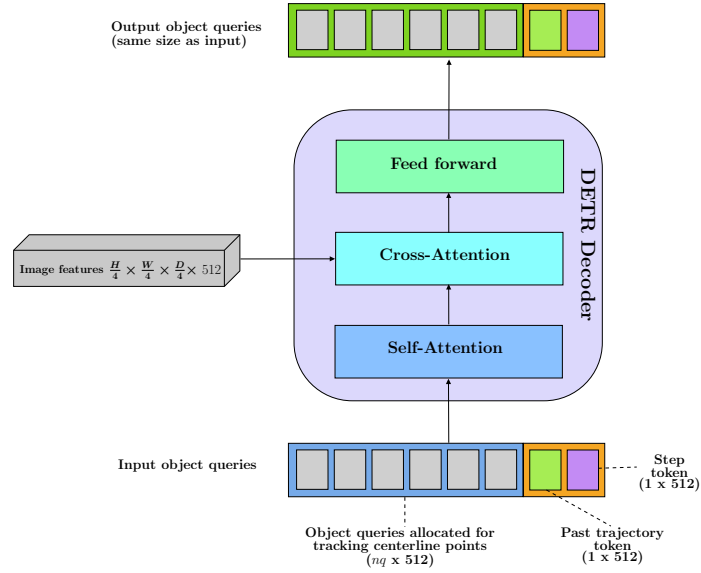 Output object queries
(same size as input)
Feed forward
DETR Decoder
Cross-Attention
Image features H/4 × W/4 × D/4 × 512
Self-Attention
Input object queries
Step
token
(1 x 512)
Object queries allocated for
tracking centerline points
(nq x 512)
Past trajectory
token
(1 x 512)